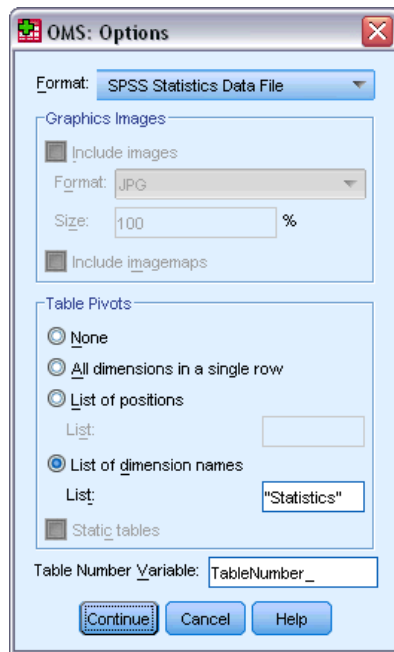 OMS: Options
Format: SPSS Statistics Data File
Graphics Images
Include images
Format: JPG
Size: 100 %
Include imagemaps
Table Pivots
None
All dimensions in a single row
List of positions
List:
List of dimension names
List: "Statistics"
Static tables
Table Number Variable: TableNumber_
Continue Cancel Help